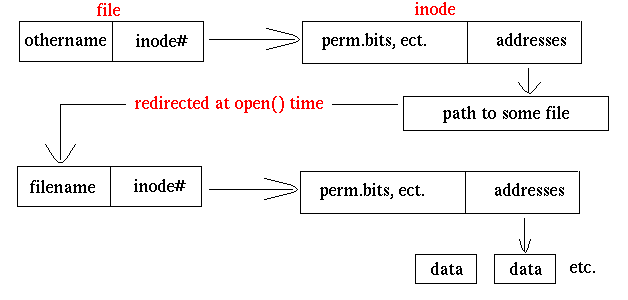 file
inode
othername
inode#
perm.bits, ect.
addresses
redirected at open() time
path to some file
filename
inode#
perm.bits, ect.
addresses
data
data
etc.